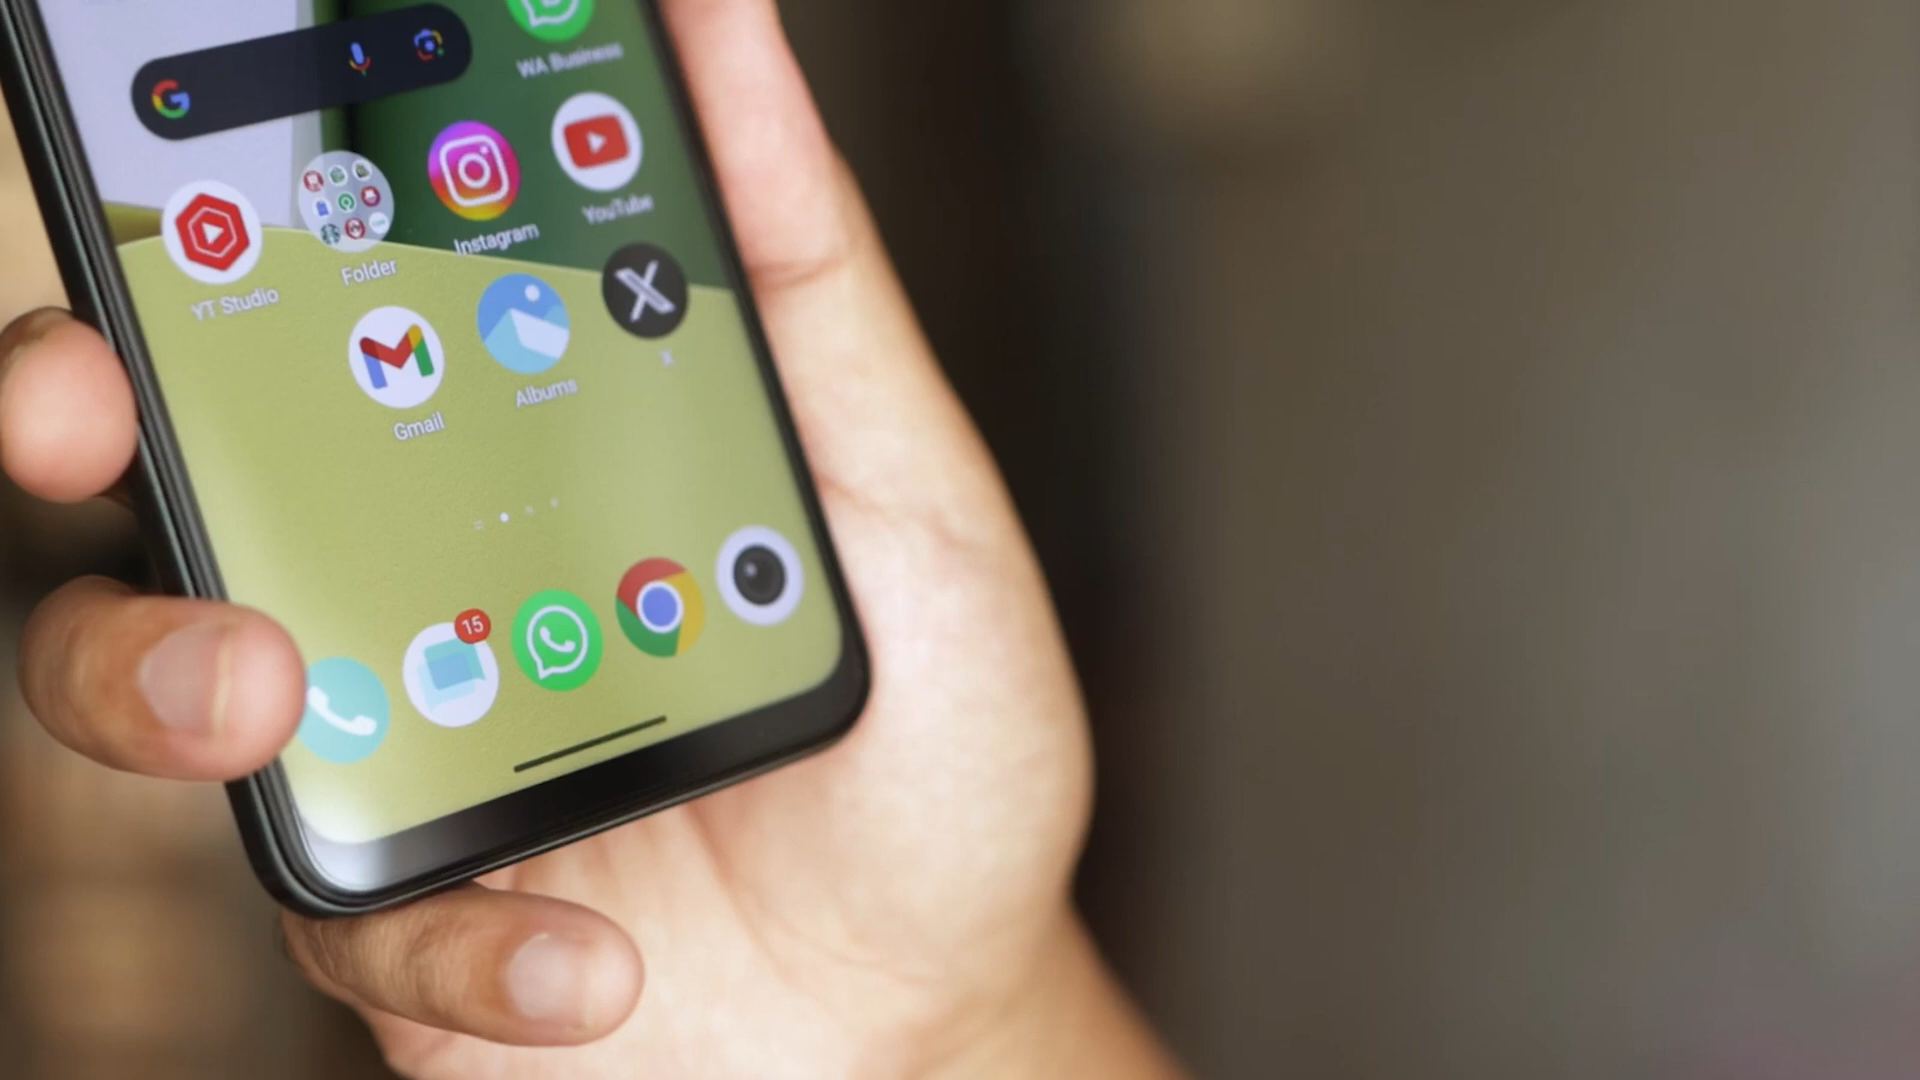 WA Business
YT Studio
Folder
Instagram
YouTube
Gmail
Albums
X
15